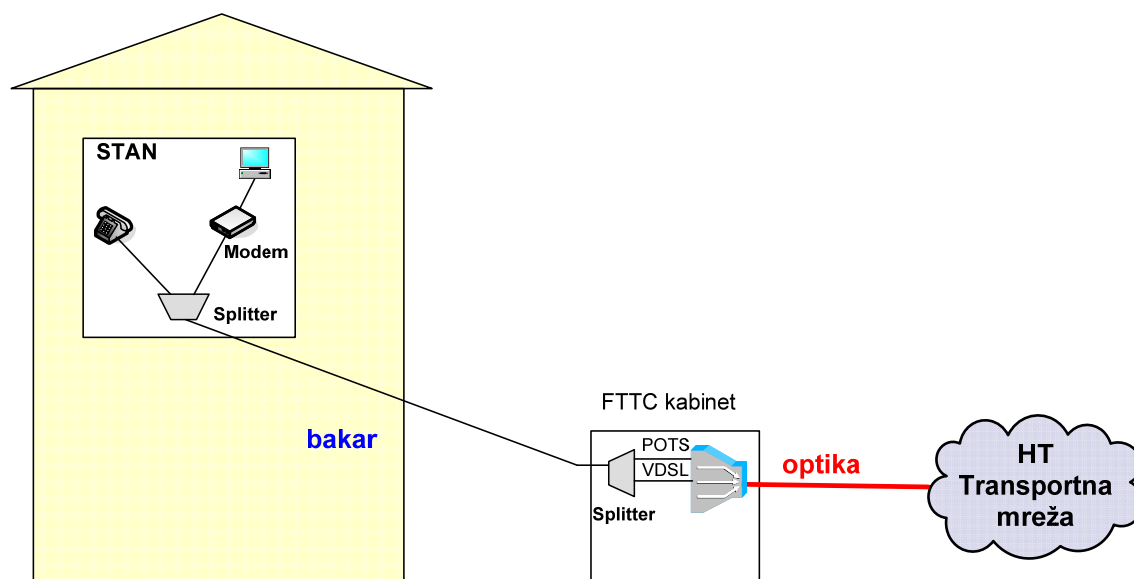 STAN
Modem
Splitter
bakar
FTTC kabinet
POTS
VDSL
Splitter
optika
HT
Transportna
mreža